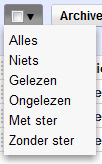 Archive
Alles
Niets
Gelezen
Ongelezen
Met ster
Zonder ster